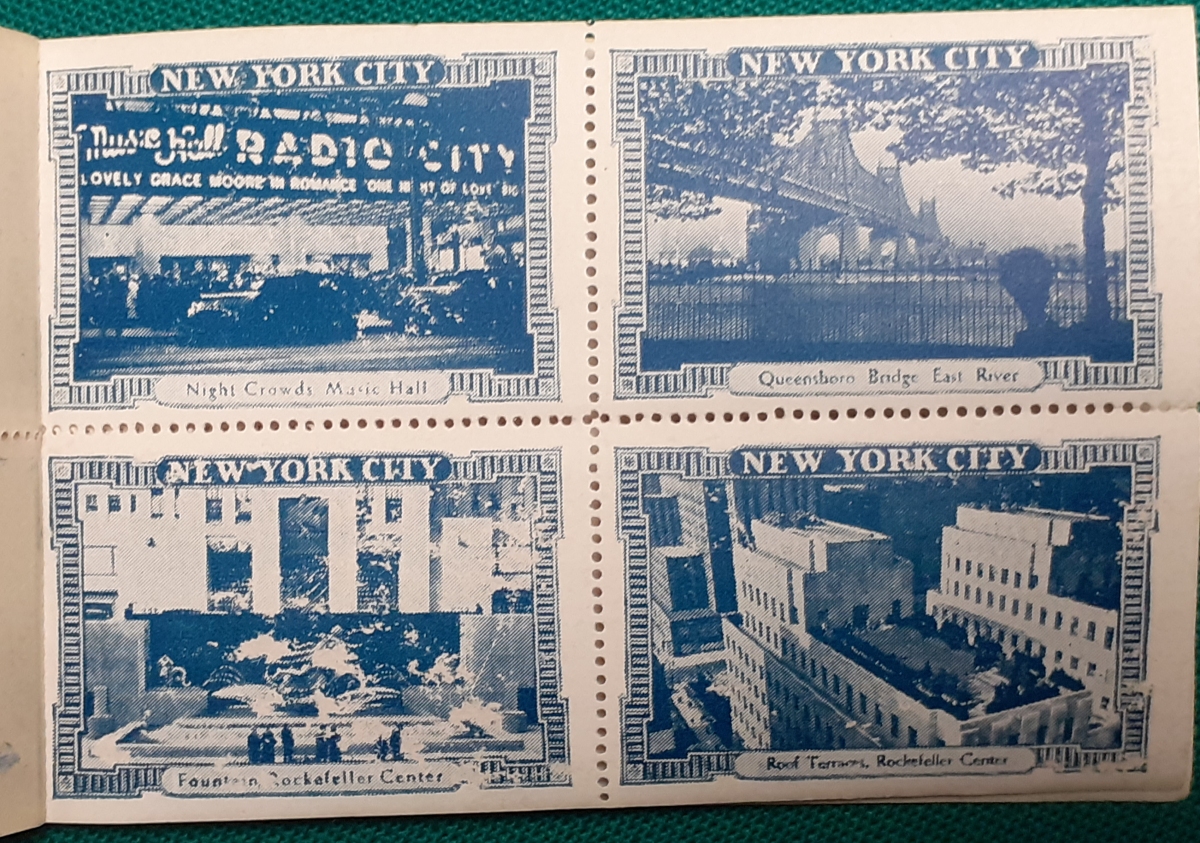 NEW YORK CITY
Music Hall RADIO CITY
LOVELY GRACE MOORE IN ROMANCE 'ONE NIGHT OF LOVE'
Night Crowds Music Hall
NEW YORK CITY
Queensboro Bridge East River
NEW YORK CITY
Fountain, Rockefeller Center
NEW YORK CITY
Roof Terraces, Rockefeller Center